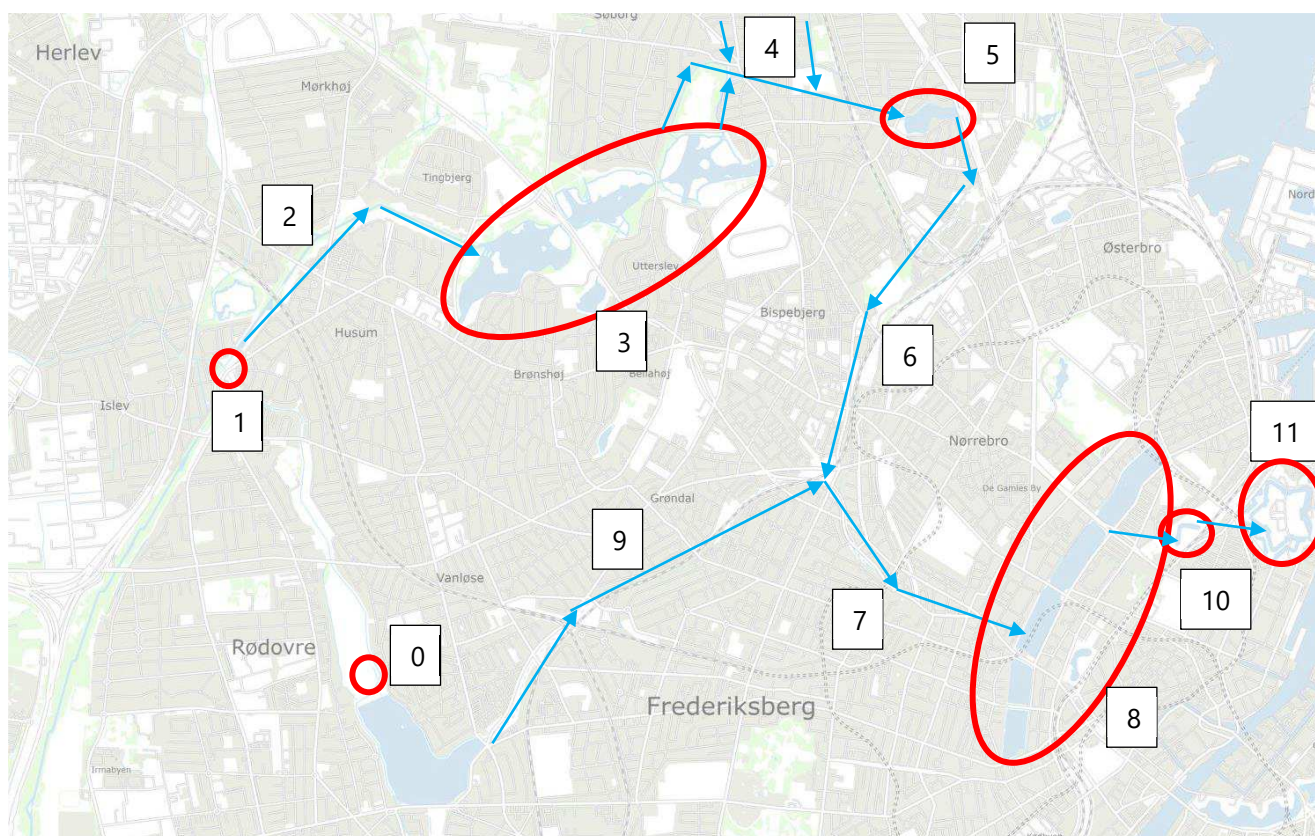 Søborg
Herlev
4
5
Mørkhøj
Tingbjerg
2
Nord
Østerbro
Utterslev
Bispebjerg
Husum
3
6
Brønshøj
Bellahøj
Islev
1
11
Nørrebro
De Gamles By
Grøndal
9
Vanløse
10
7
Rødovre
0
Frederiksberg
8
Irmabyen